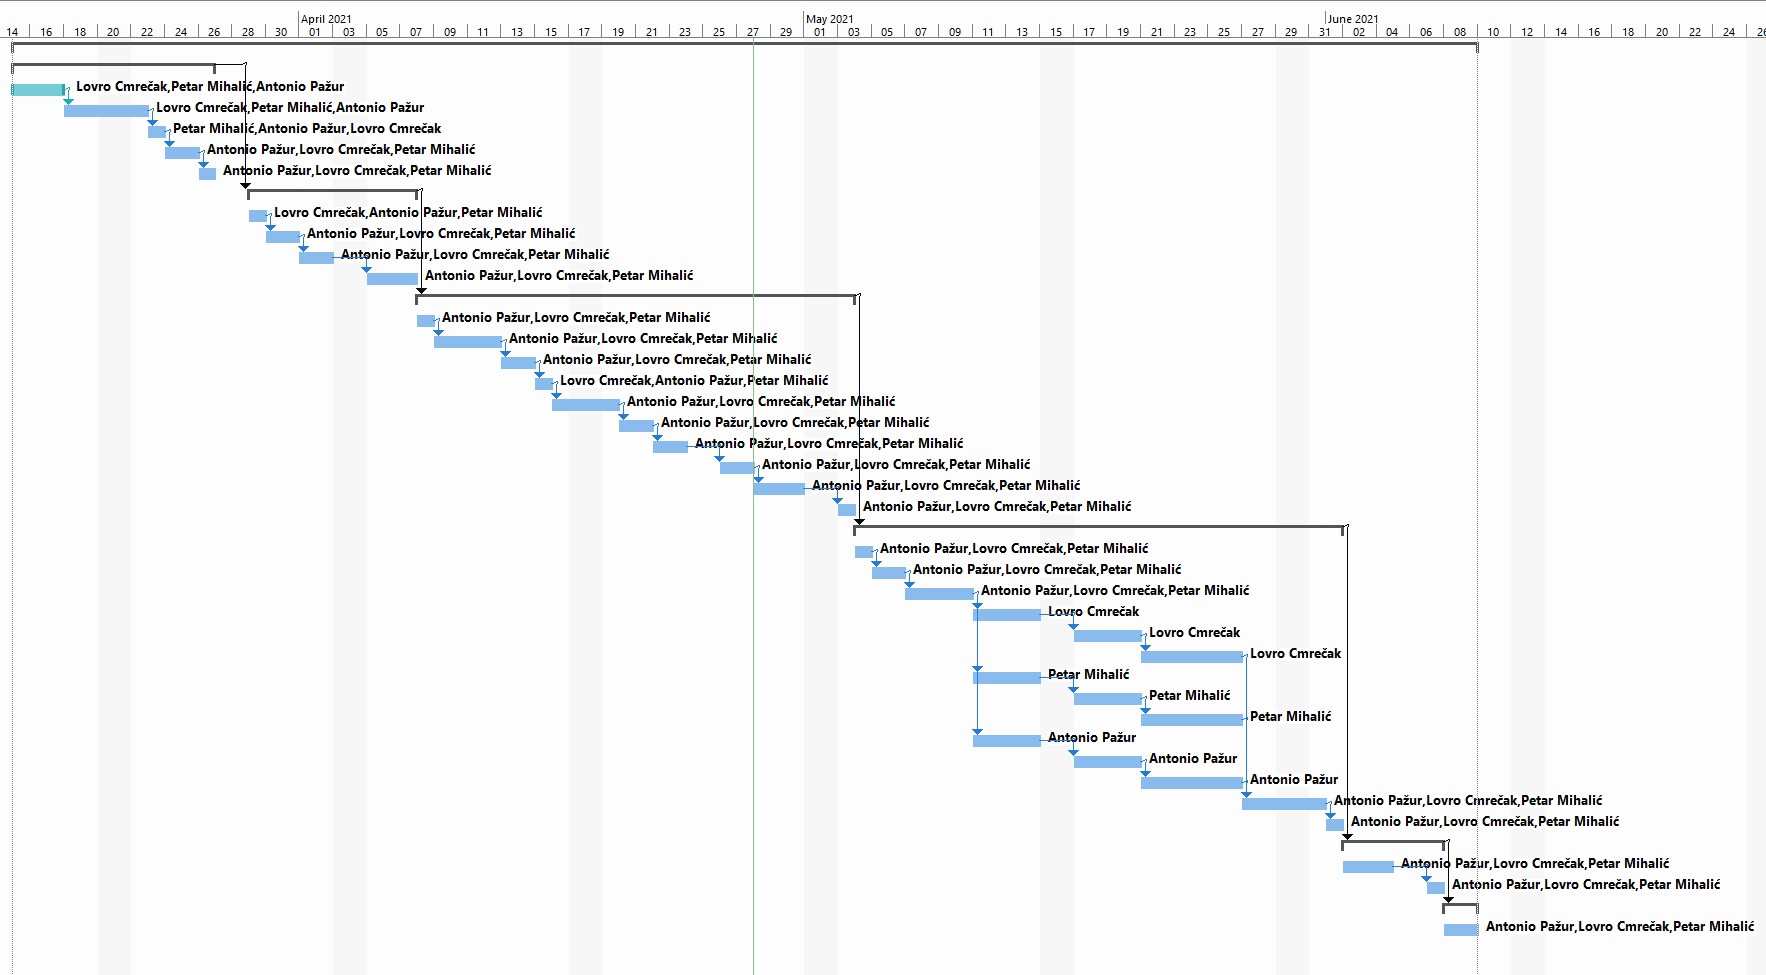 April 2021 May 2021 June 2021
14 16 18 20 22 24 26 28 30 01 03 05 07 09 11 13 15 17 19 21 23 25 27 29 01 03 05 07 09 11 13 15 17 19 21 23 25 27 29 31 02 04 06 08 10 12 14 16 18 20 22 24 26
Lovro Cmrečak,Petar Mihalić,Antonio Pažur
Lovro Cmrečak,Petar Mihalić,Antonio Pažur
Petar Mihalić,Antonio Pažur,Lovro Cmrečak
Antonio Pažur,Lovro Cmrečak,Petar Mihalić
Antonio Pažur,Lovro Cmrečak,Petar Mihalić
Lovro Cmrečak,Antonio Pažur,Petar Mihalić
Antonio Pažur,Lovro Cmrečak,Petar Mihalić
Antonio Pažur,Lovro Cmrečak,Petar Mihalić
Antonio Pažur,Lovro Cmrečak,Petar Mihalić
Antonio Pažur,Lovro Cmrečak,Petar Mihalić
Antonio Pažur,Lovro Cmrečak,Petar Mihalić
Antonio Pažur,Lovro Cmrečak,Petar Mihalić
Lovro Cmrečak,Antonio Pažur,Petar Mihalić
Antonio Pažur,Lovro Cmrečak,Petar Mihalić
Antonio Pažur,Lovro Cmrečak,Petar Mihalić
Antonio Pažur,Lovro Cmrečak,Petar Mihalić
Antonio Pažur,Lovro Cmrečak,Petar Mihalić
Antonio Pažur,Lovro Cmrečak,Petar Mihalić
Antonio Pažur,Lovro Cmrečak,Petar Mihalić
Antonio Pažur,Lovro Cmrečak,Petar Mihalić
Antonio Pažur,Lovro Cmrečak,Petar Mihalić
Antonio Pažur,Lovro Cmrečak,Petar Mihalić
Lovro Cmrečak
Lovro Cmrečak
Lovro Cmrečak
Petar Mihalić
Petar Mihalić
Petar Mihalić
Antonio Pažur
Antonio Pažur
Antonio Pažur
Antonio Pažur,Lovro Cmrečak,Petar Mihalić
Antonio Pažur,Lovro Cmrečak,Petar Mihalić
Antonio Pažur,Lovro Cmrečak,Petar Mihalić
Antonio Pažur,Lovro Cmrečak,Petar Mihalić
Antonio Pažur,Lovro Cmrečak,Petar Mihalić